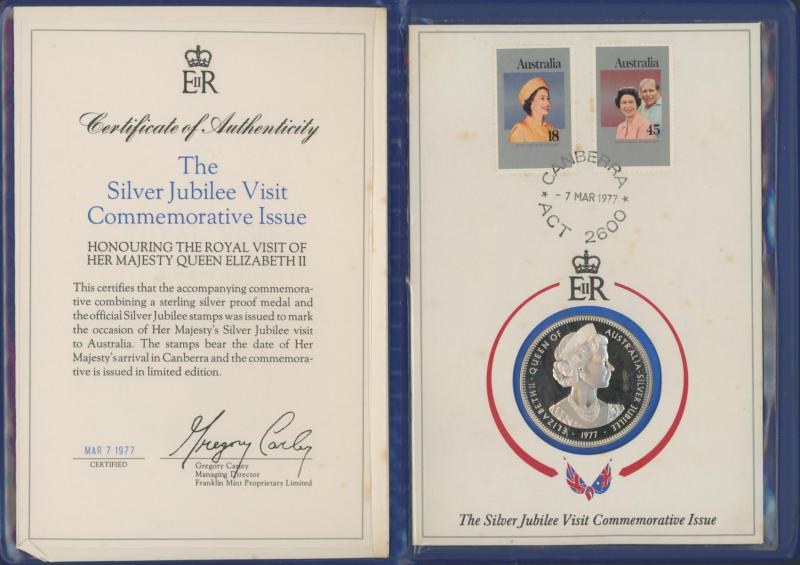 EIIR
Certificate of Authenticity
The
Silver Jubilee Visit
Commemorative Issue
HONOURING THE ROYAL VISIT OF
HER MAJESTY QUEEN ELIZABETH II
This certifies that the accompanying commemora-
tive combining a sterling silver proof medal and
the official Silver Jubilee stamps was issued to mark
the occasion of Her Majesty's Silver Jubilee visit
to Australia. The stamps bear the date of Her
Majesty's arrival in Canberra and the commemora-
tive is issued in limited edition.
MAR 7 1977
CERTIFIED
Gregory Carley
Gregory Carley
Managing Director
Franklin Mint Proprietary Limited
Australia
18
Australia
45
CANBERRA
- 7 MAR 1977
ACT 2600
EIIR
ELIZABETH II · QUEEN OF AUSTRALIA · SILVER JUBILEE
· 1977 ·
The Silver Jubilee Visit Commemorative Issue